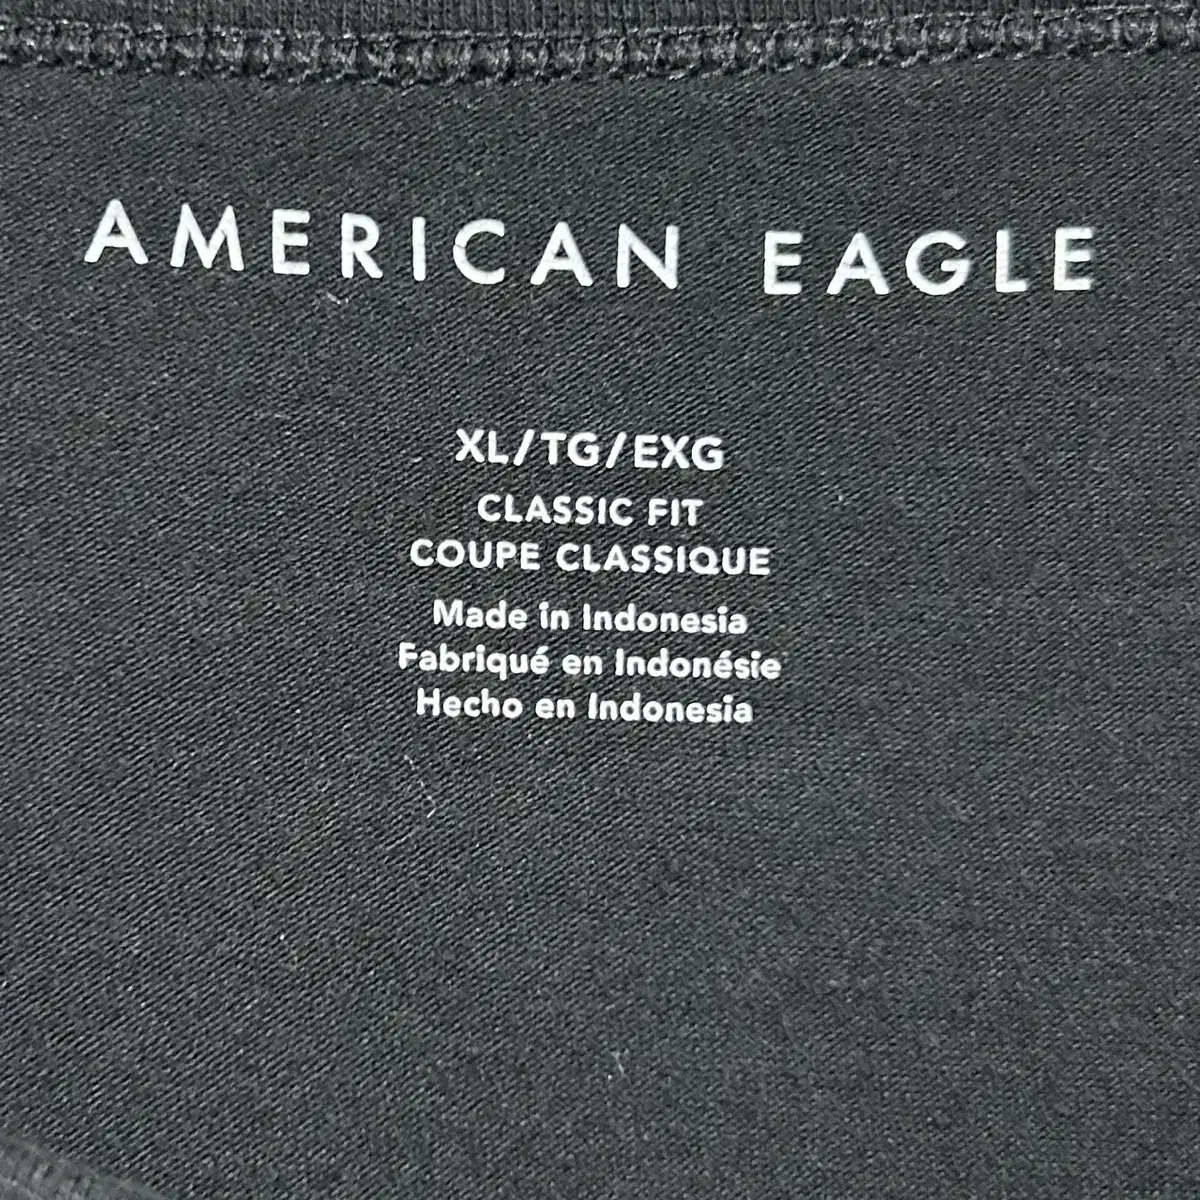 AMERICAN EAGLE
XL/TG/EXG
CLASSIC FIT
COUPE CLASSIQUE
Made in Indonesia
Fabriqué en Indonésie
Hecho en Indonesia